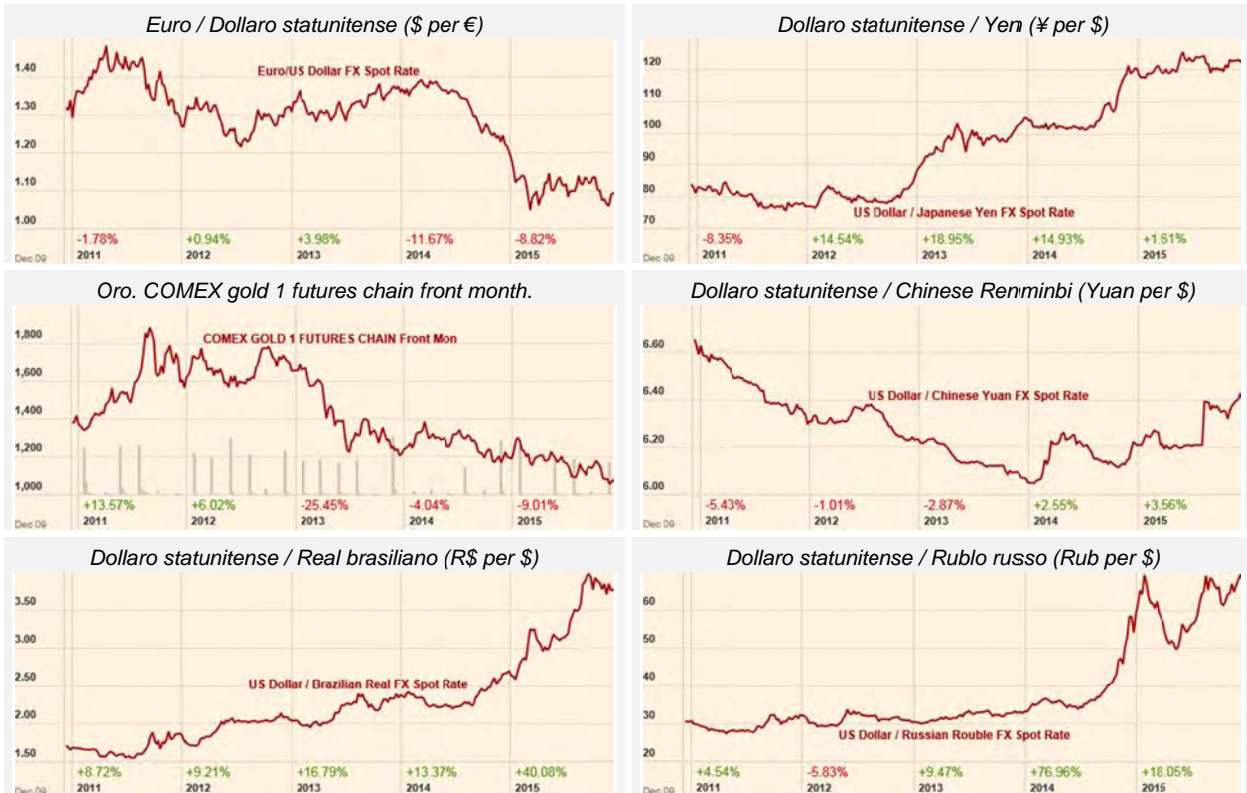 Euro / Dollaro statunitense ($ per €)
1.40
1.30
1.20
1.10
1.00
Euro/US Dollar FX Spot Rate
-1.78% +0.94% +3.98% -11.67% -8.82%
Dec 09 2011 2012 2013 2014 2015
Dollaro statunitense / Yen (¥ per $)
120
110
100
90
80
70
US Dollar / Japanese Yen FX Spot Rate
-8.35% +14.54% +18.95% +14.93% +1.61%
Dec 09 2011 2012 2013 2014 2015
Oro. COMEX gold 1 futures chain front month.
1,800
1,600
1,400
1,200
1,000
COMEX GOLD 1 FUTURES CHAIN Front Mon
+13.57% +6.02% -25.45% -4.04% -9.01%
Dec 09 2011 2012 2013 2014 2015
Dollaro statunitense / Chinese Renminbi (Yuan per $)
6.60
6.40
6.20
6.00
US Dollar / Chinese Yuan FX Spot Rate
-5.43% -1.01% -2.87% +2.55% +3.56%
Dec 09 2011 2012 2013 2014 2015
Dollaro statunitense / Real brasiliano (R$ per $)
3.50
3.00
2.50
2.00
1.50
US Dollar / Brazilian Real FX Spot Rate
+8.72% +9.21% +16.79% +13.37% +40.08%
Dec 09 2011 2012 2013 2014 2015
Dollaro statunitense / Rublo russo (Rub per $)
60
50
40
30
20
US Dollar / Russian Rouble FX Spot Rate
+4.54% -5.83% +9.47% +76.96% +18.05%
Dec 09 2011 2012 2013 2014 2015